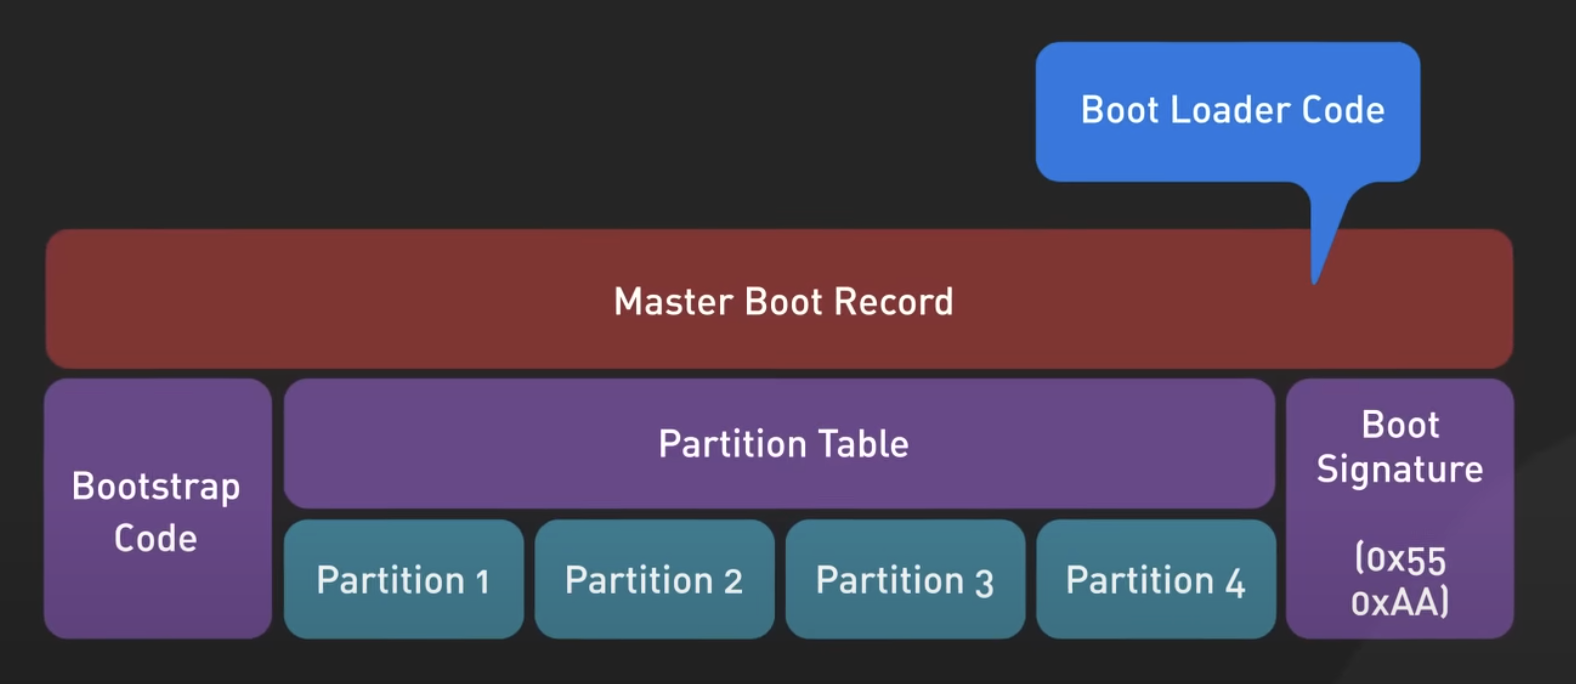 Boot Loader Code
Master Boot Record
Bootstrap
Code
Partition Table
Partition 1
Partition 2
Partition 3
Partition 4
Boot
Signature
(0x55
0xAA)